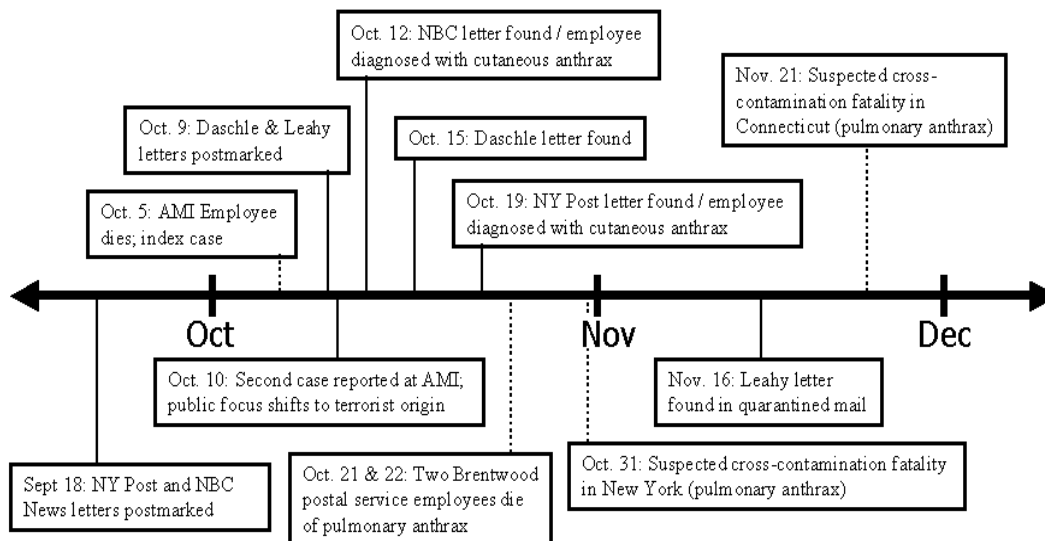 Oct. 12: NBC letter found / employee
diagnosed with cutaneous anthrax
Nov. 21: Suspected cross-
contamination fatality in
Connecticut (pulmonary anthrax)
Oct. 9: Daschle & Leahy
letters postmarked
Oct. 15: Daschle letter found
Oct. 5: AMI Employee
dies; index case
Oct. 19: NY Post letter found / employee
diagnosed with cutaneous anthrax
Oct
Nov
Dec
Oct. 10: Second case reported at AMI;
public focus shifts to terrorist origin
Nov. 16: Leahy letter
found in quarantined mail
Sept 18: NY Post and NBC
News letters postmarked
Oct. 21 & 22: Two Brentwood
postal service employees die
of pulmonary anthrax
Oct. 31: Suspected cross-contamination fatality
in New York (pulmonary anthrax)